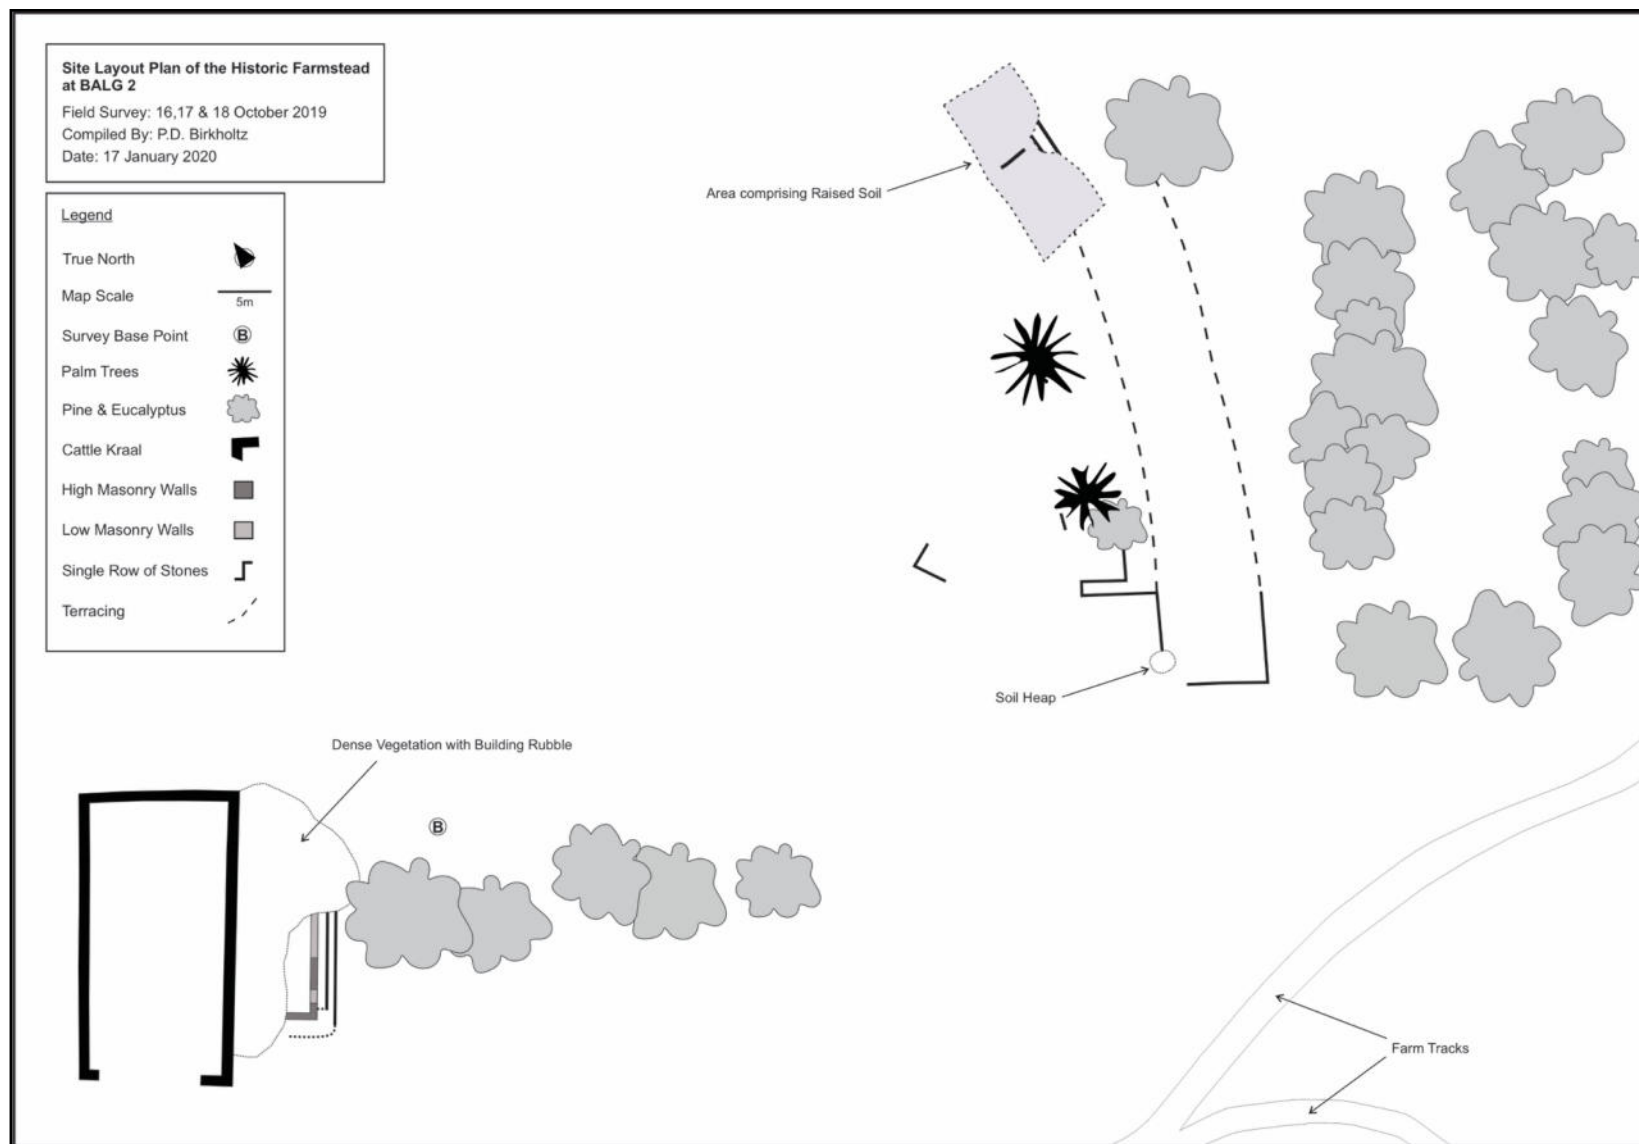 Site Layout Plan of the Historic Farmstead
at BALG 2
Field Survey: 16,17 & 18 October 2019
Compiled By: P.D. Birkholtz
Date: 17 January 2020
Legend
True North
Map Scale
5m
Survey Base Point
B
Palm Trees
Pine & Eucalyptus
Cattle Kraal
High Masonry Walls
Low Masonry Walls
Single Row of Stones
Terracing
Area comprising Raised Soil
Soil Heap
Dense Vegetation with Building Rubble
B
Farm Tracks